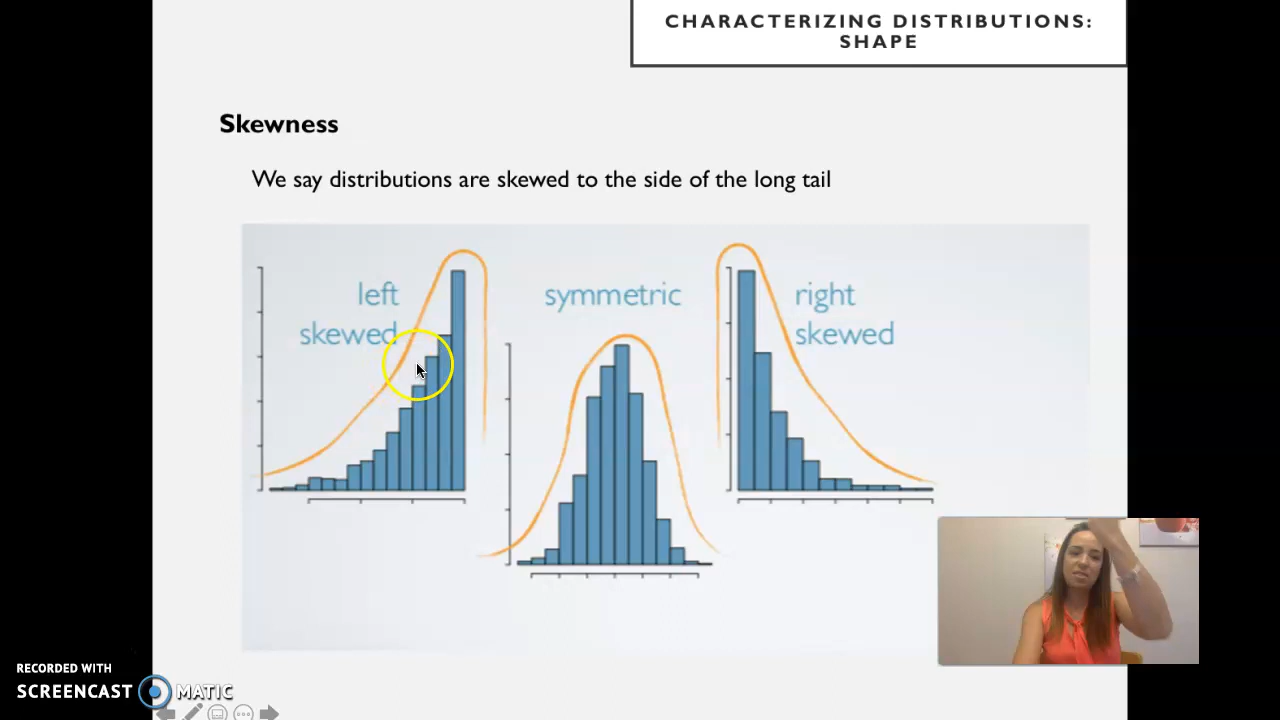 CHARACTERIZING DISTRIBUTIONS:
SHAPE
Skewness
We say distributions are skewed to the side of the long tail
left
skewed
symmetric
right
skewed
RECORDED WITH
SCREENCAST MATIC